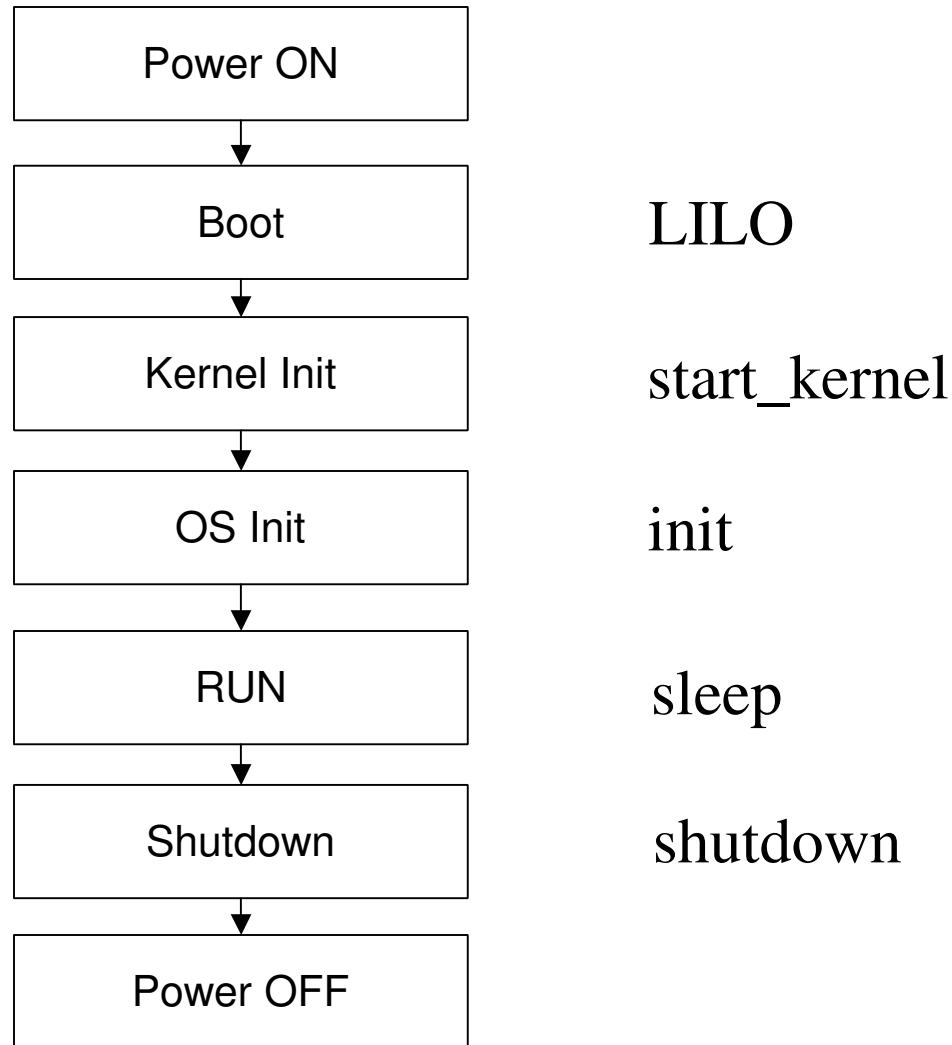 Power ON
Boot LILO
Kernel Init start_kernel
OS Init init
RUN sleep
Shutdown shutdown
Power OFF